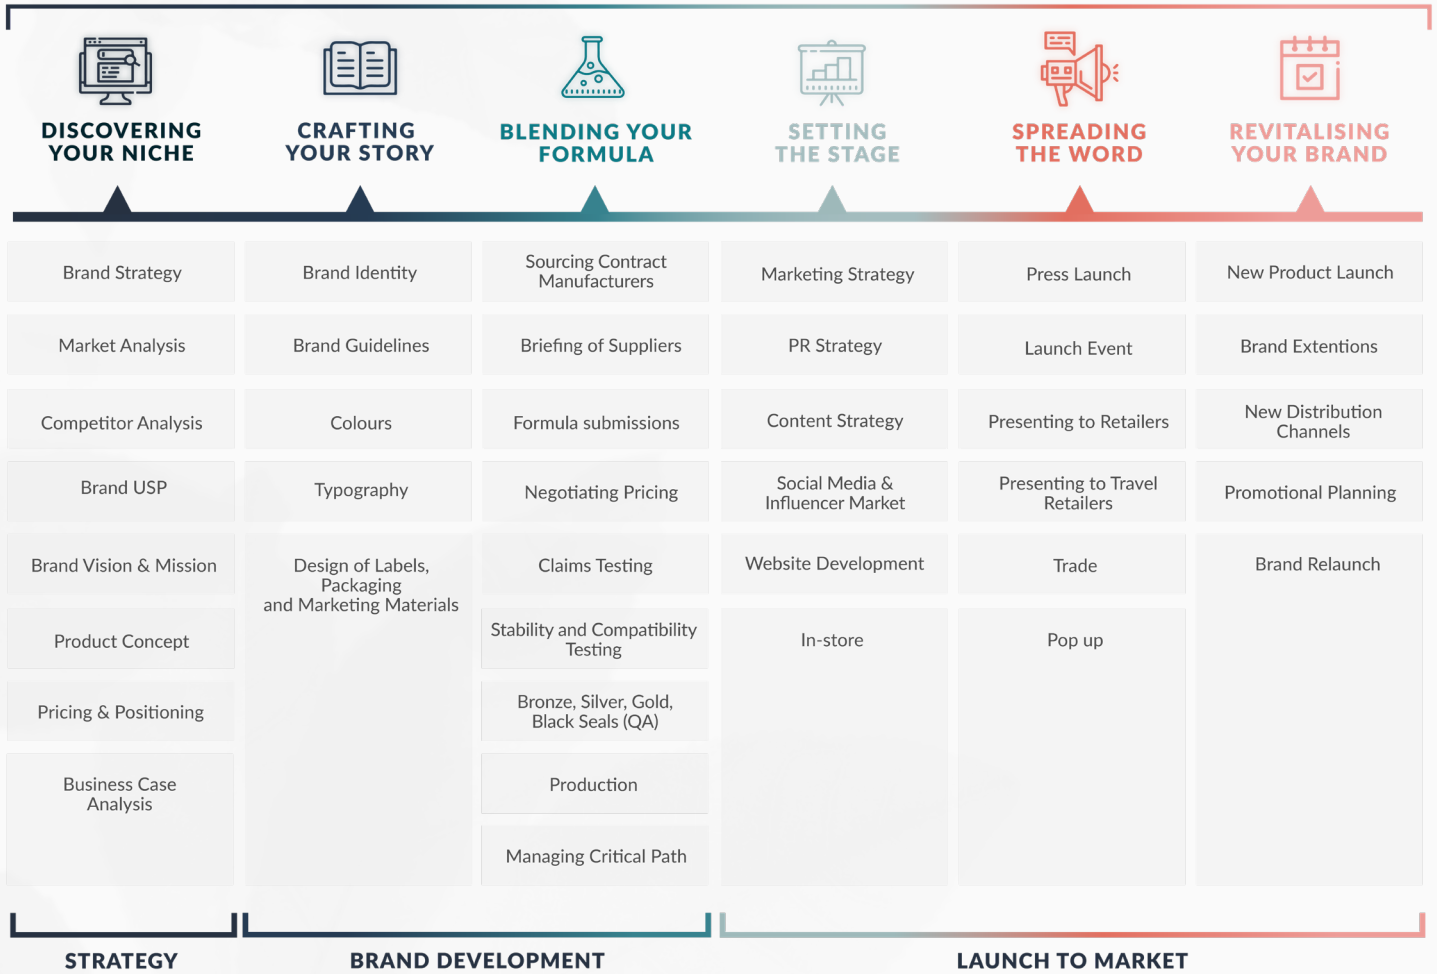 DISCOVERING
YOUR NICHE
CRAFTING
YOUR STORY
BLENDING YOUR
FORMULA
SETTING
THE STAGE
SPREADING
THE WORD
REVITALISING
YOUR BRAND
Brand Strategy
Market Analysis
Competitor Analysis
Brand USP
Brand Vision & Mission
Product Concept
Pricing & Positioning
Business Case
Analysis
Brand Identity
Brand Guidelines
Colours
Typography
Design of Labels,
Packaging
and Marketing Materials
Sourcing Contract
Manufacturers
Briefing of Suppliers
Formula submissions
Negotiating Pricing
Claims Testing
Stability and Compatibility
Testing
Bronze, Silver, Gold,
Black Seals (QA)
Production
Managing Critical Path
Marketing Strategy
PR Strategy
Content Strategy
Social Media &
Influencer Market
Website Development
In-store
Press Launch
Launch Event
Presenting to Retailers
Presenting to Travel
Retailers
Trade
Pop up
New Product Launch
Brand Extentions
New Distribution
Channels
Promotional Planning
Brand Relaunch
STRATEGY
BRAND DEVELOPMENT
LAUNCH TO MARKET